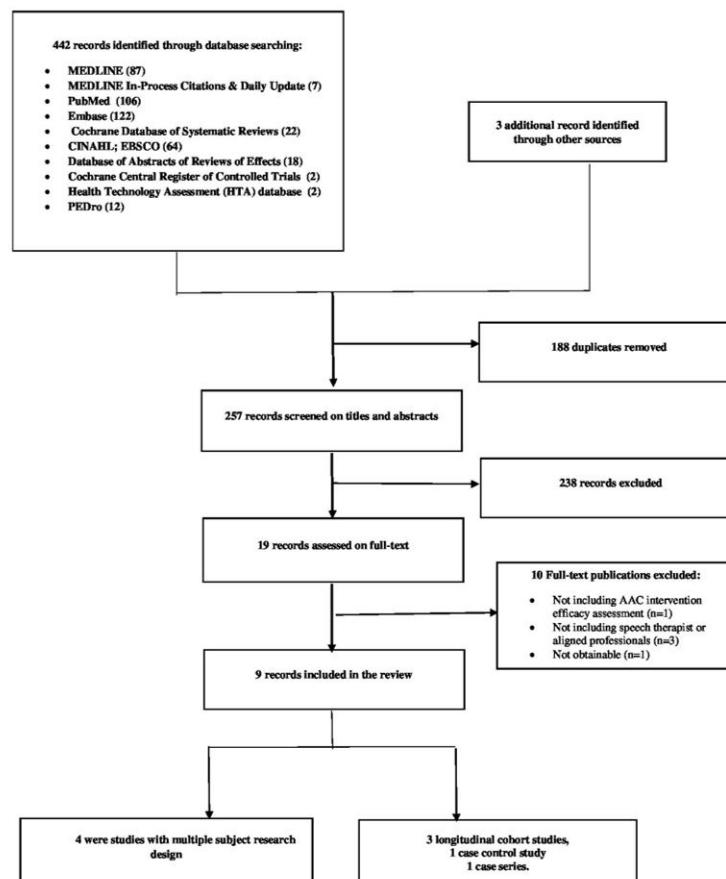 442 records identified through database searching:
• MEDLINE (87)
• MEDLINE In-Process Citations & Daily Update (7)
• PubMed (106)
• Embase (122)
• Cochrane Database of Systematic Reviews (22)
• CINAHL; EBSCO (64)
• Database of Abstracts of Reviews of Effects (18)
• Cochrane Central Register of Controlled Trials (2)
• Health Technology Assessment (HTA) database (2)
• PEDro (12)
3 additional record identified
through other sources
188 duplicates removed
257 records screened on titles and abstracts
238 records excluded
19 records assessed on full-text
10 Full-text publications excluded:
• Not including AAC intervention
efficacy assessment (n=1)
• Not including speech therapist or
aligned professionals (n=3)
• Not obtainable (n=1)
9 records included in the review
4 were studies with multiple subject research
design
3 longitudinal cohort studies,
1 case control study
1 case series.